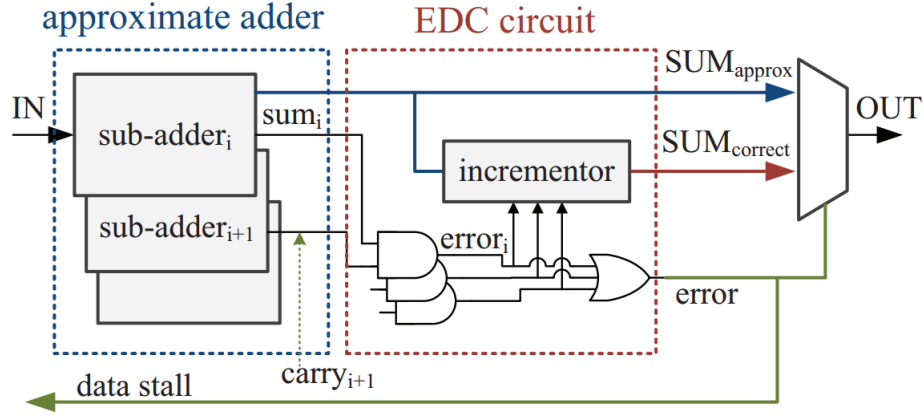 approximate adder
EDC circuit
IN
sub-adderᵢ
sumᵢ
SUMapprox
OUT
SUMcorrect
incrementor
sub-adderᵢ₊₁
errorᵢ
error
carryᵢ₊₁
data stall